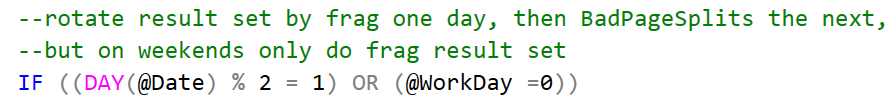 --rotate result set by frag one day, then BadPageSplits the next,
--but on weekends only do frag result set
IF ((DAY(@Date) % 2 = 1) OR (@WorkDay =0))